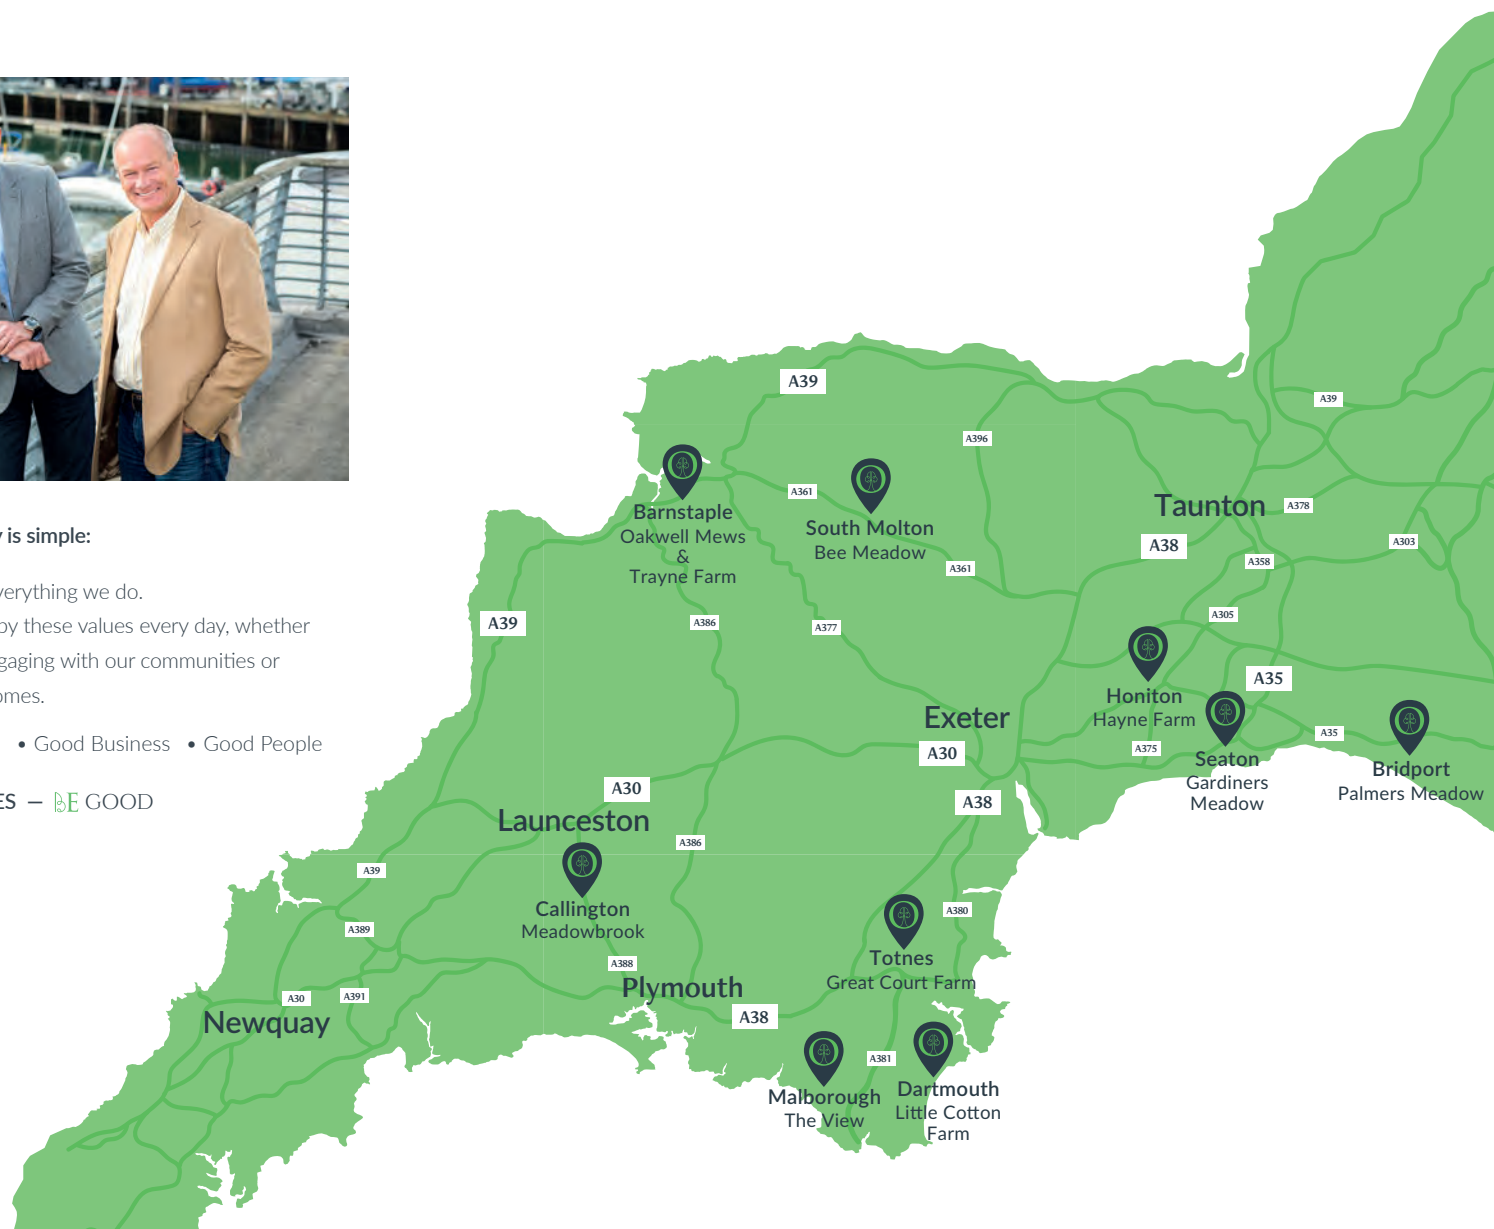 y is simple:
verything we do.
by these values every day, whether
gaging with our communities or
omes.
• Good Business • Good People
ES — BE GOOD
A39
A39
A396
A361
Barnstaple
Oakwell Mews
&
Trayne Farm
South Molton
Bee Meadow
Taunton
A378
A38
A303
A358
A361
A39
A386
A377
A305
Honiton
Hayne Farm
A35
Exeter
A30
A375
Seaton
Gardiners
Meadow
A35
Bridport
Palmers Meadow
A30
A38
Launceston
A386
A39
Callington
Meadowbrook
A380
A389
A388
Totnes
Great Court Farm
Plymouth
A30
A391
Newquay
A38
A381
Malborough
The View
Dartmouth
Little Cotton
Farm